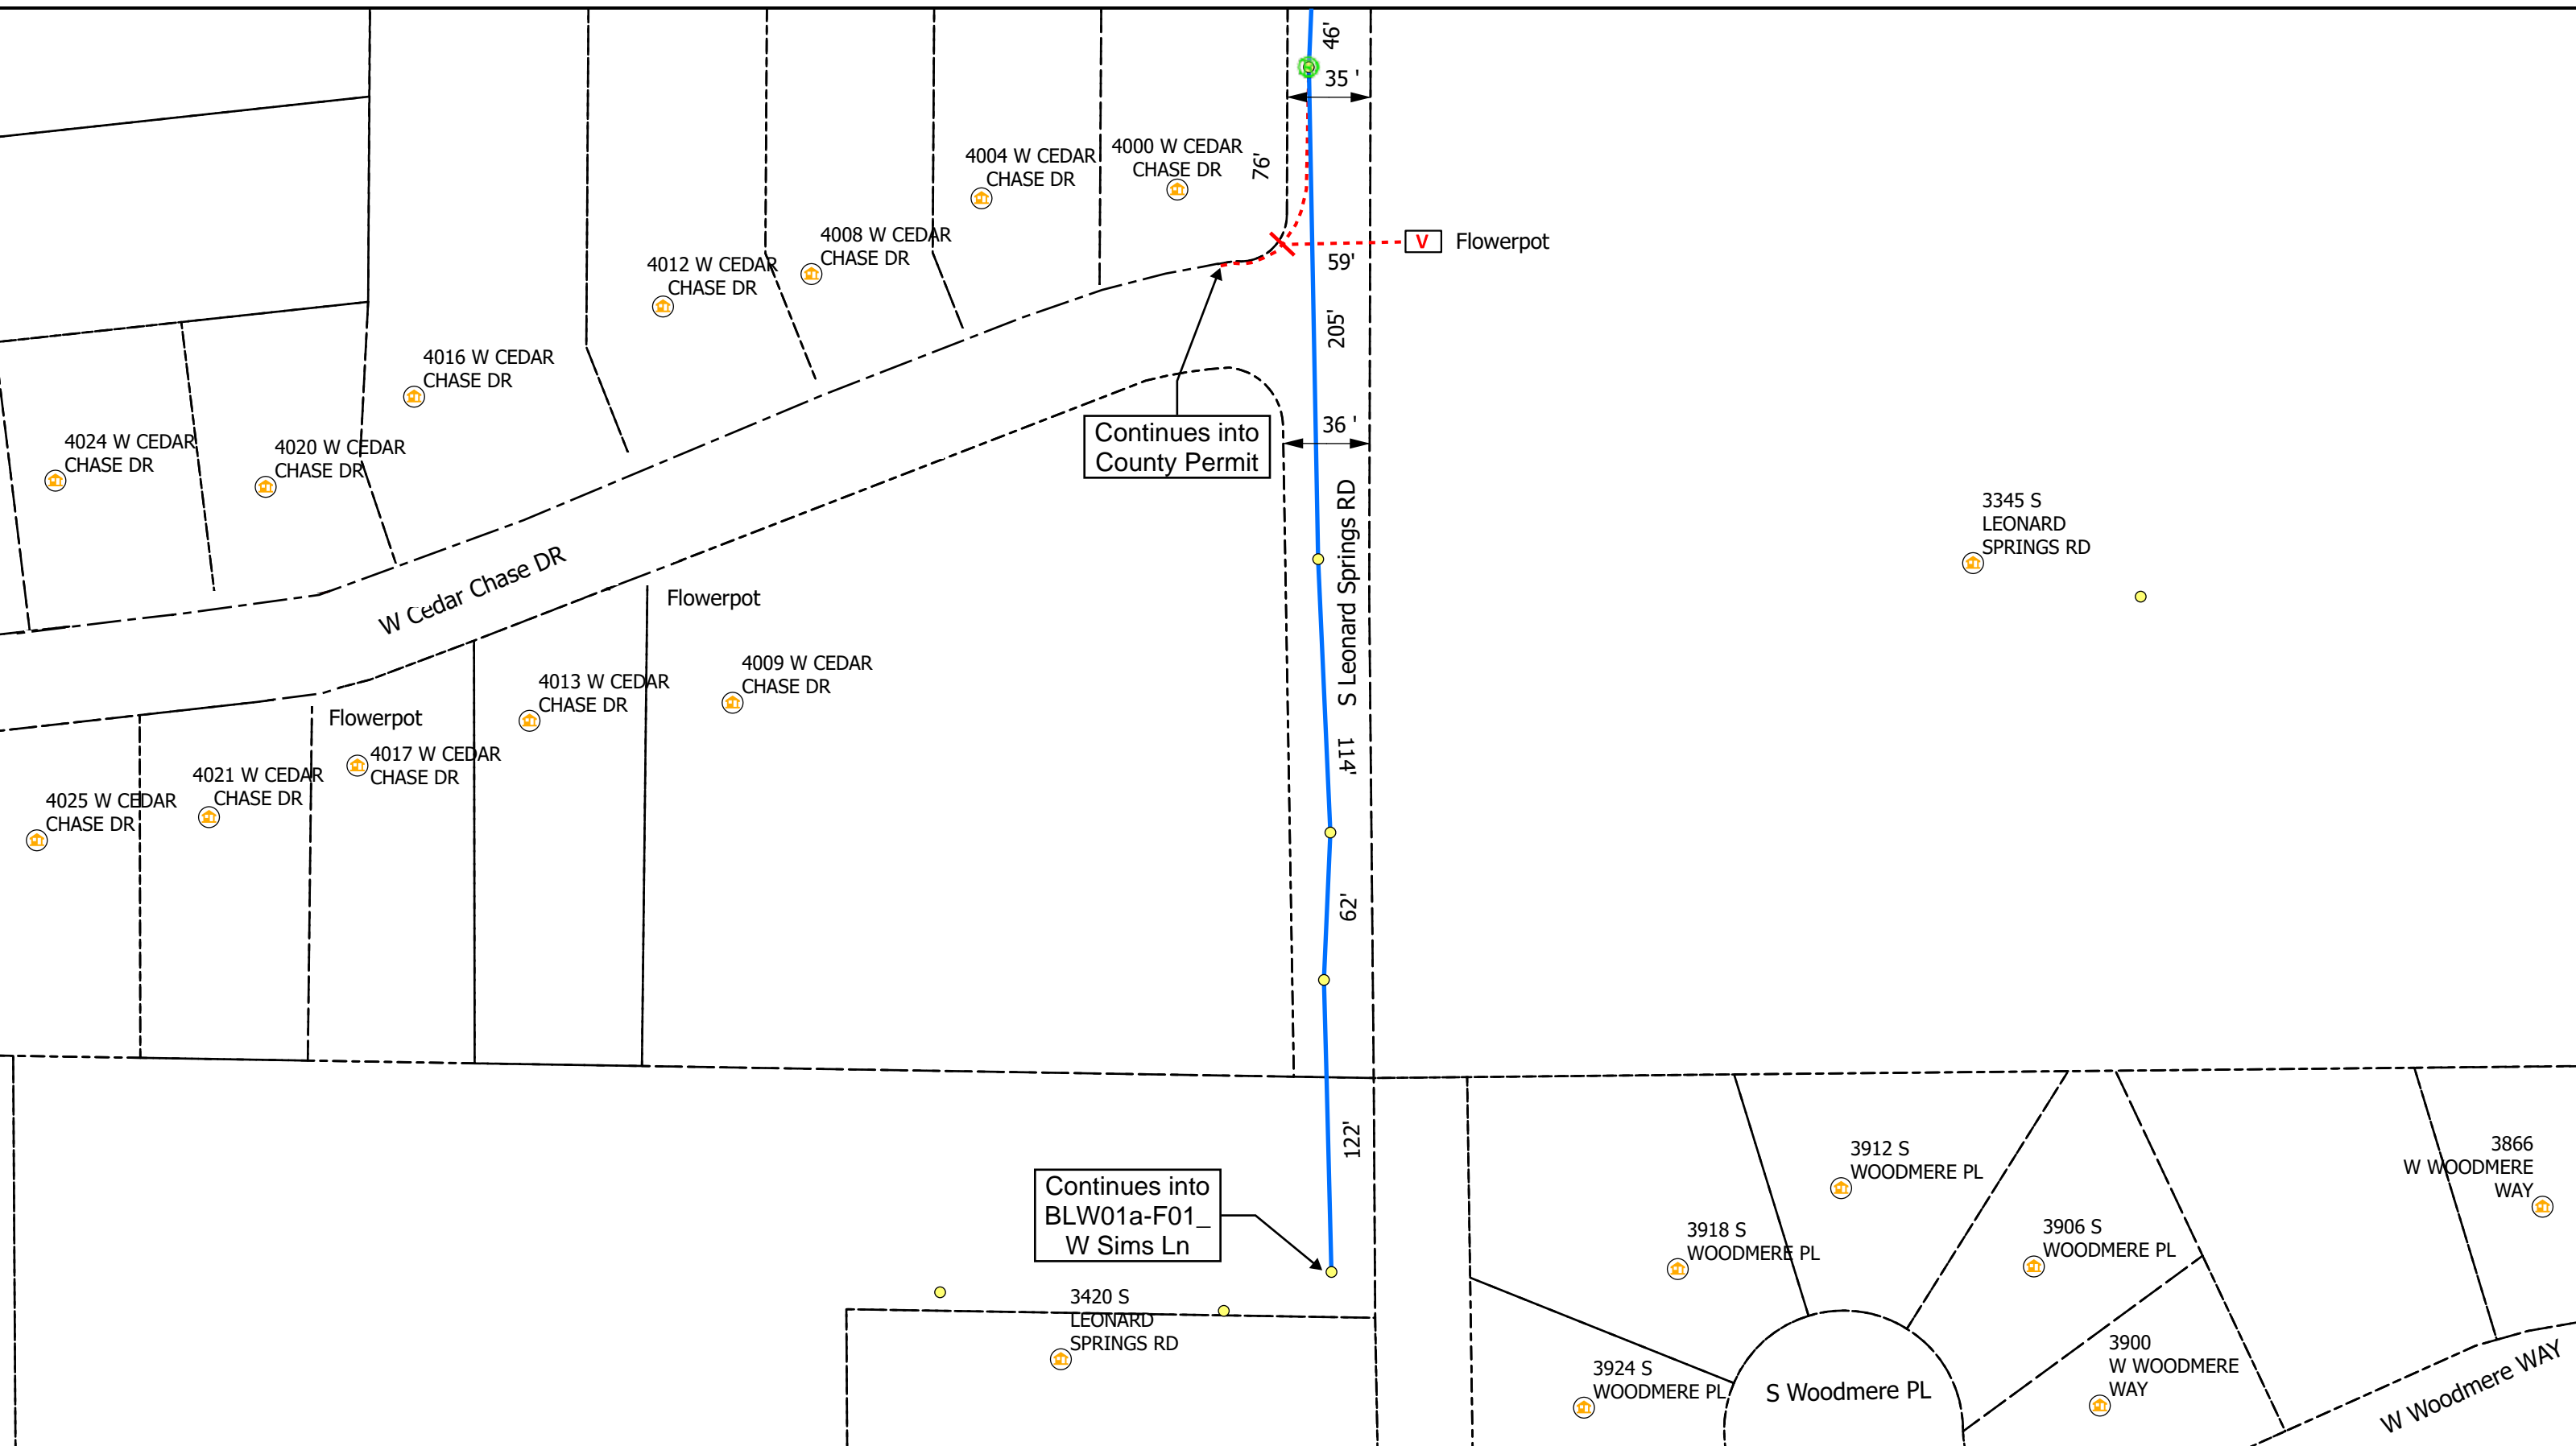 46'
35 '
4000 W CEDAR
CHASE DR
4004 W CEDAR
CHASE DR
76'
4008 W CEDAR
CHASE DR
V
Flowerpot
4012 W CEDAR
CHASE DR
59'
205'
4016 W CEDAR
CHASE DR
36 '
Continues into
County Permit
4024 W CEDAR
CHASE DR
4020 W CEDAR
CHASE DR
3345 S
LEONARD
SPRINGS RD
W Cedar Chase DR
S Leonard Springs RD
Flowerpot
4009 W CEDAR
CHASE DR
4013 W CEDAR
CHASE DR
Flowerpot
4017 W CEDAR
CHASE DR
114'
4021 W CEDAR
CHASE DR
4025 W CEDAR
CHASE DR
62'
122'
3912 S
WOODMERE PL
3866
W WOODMERE
WAY
Continues into
BLW01a-F01_
W Sims Ln
3918 S
WOODMERE PL
3906 S
WOODMERE PL
3420 S
LEONARD
SPRINGS RD
3924 S
WOODMERE PL
3900
W WOODMERE
WAY
S Woodmere PL
W Woodmere WAY